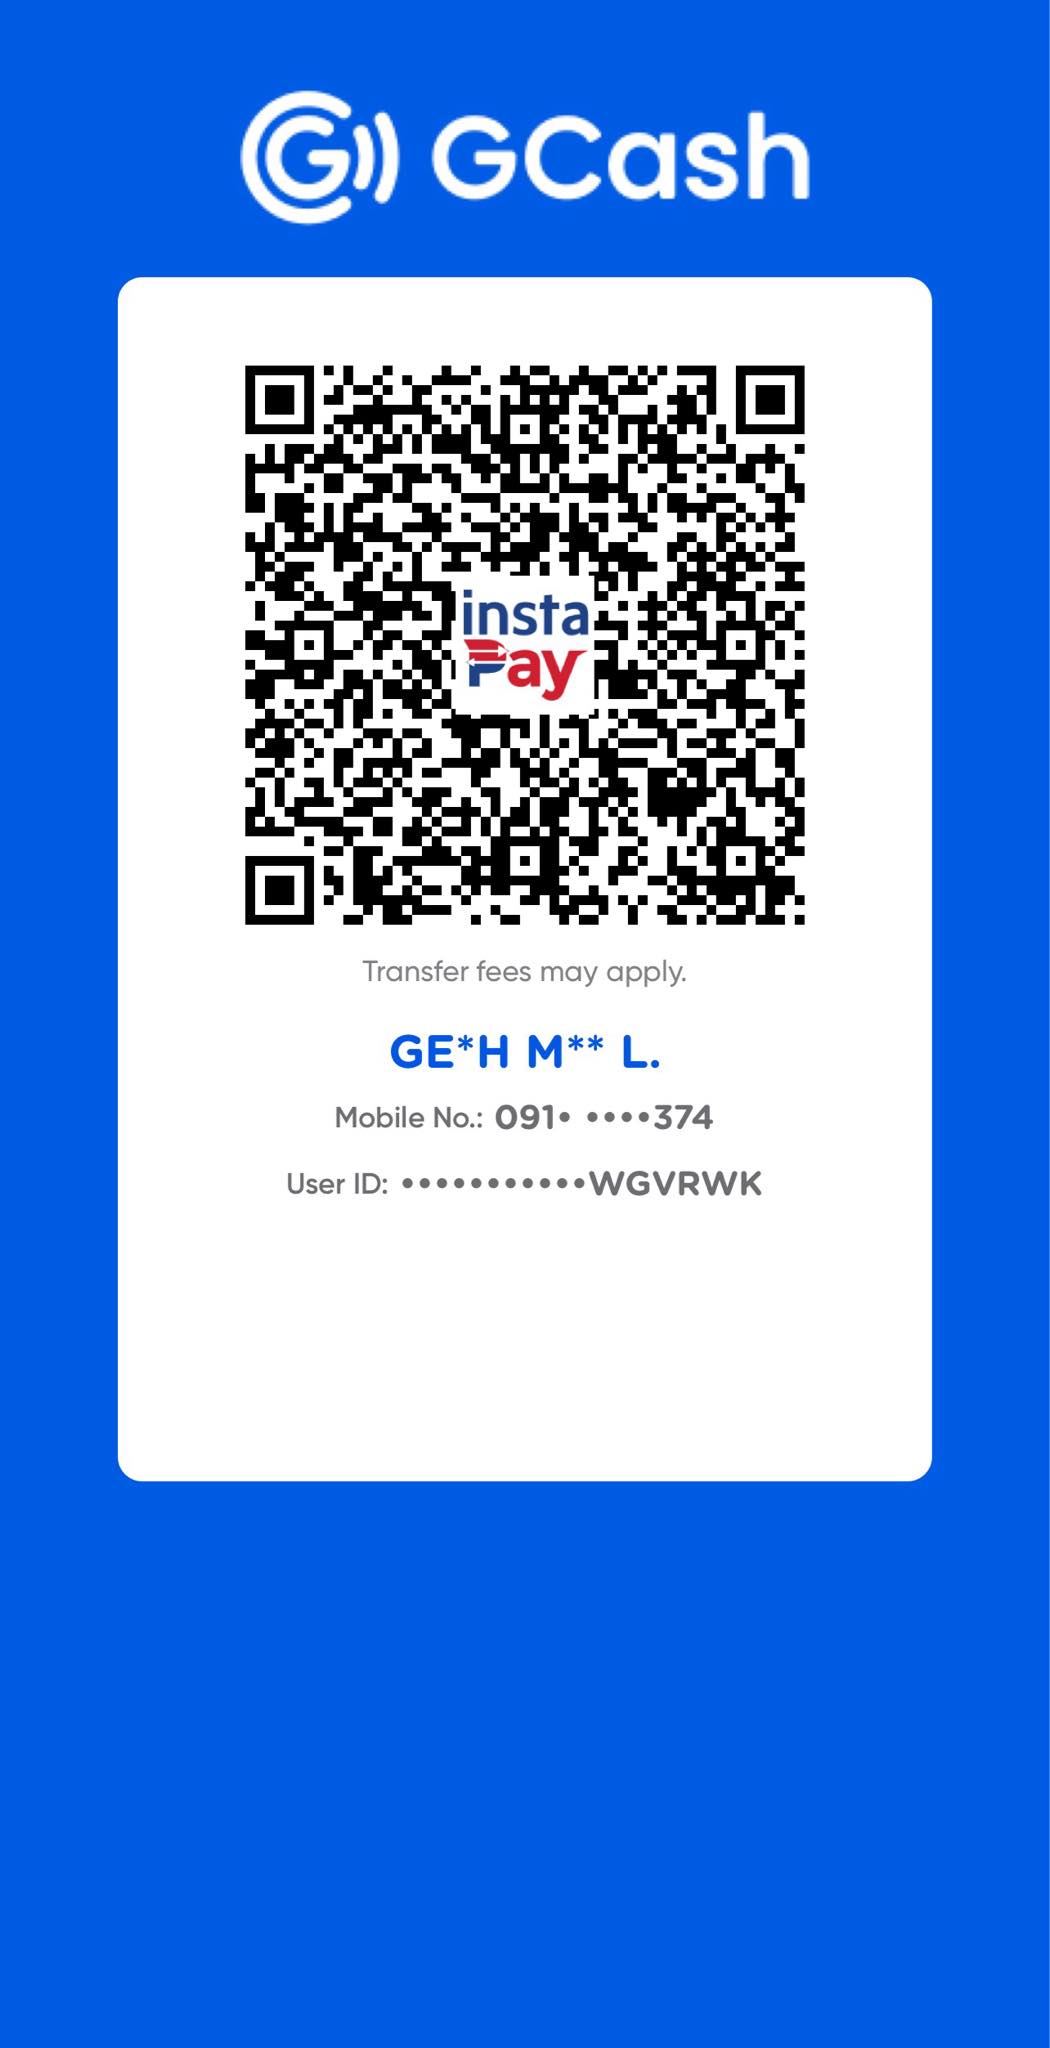 GCash
insta
Pay
Transfer fees may apply.
GE*H M** L.
Mobile No.: 091• ••••374
User ID: •••••••••••WGVRWK